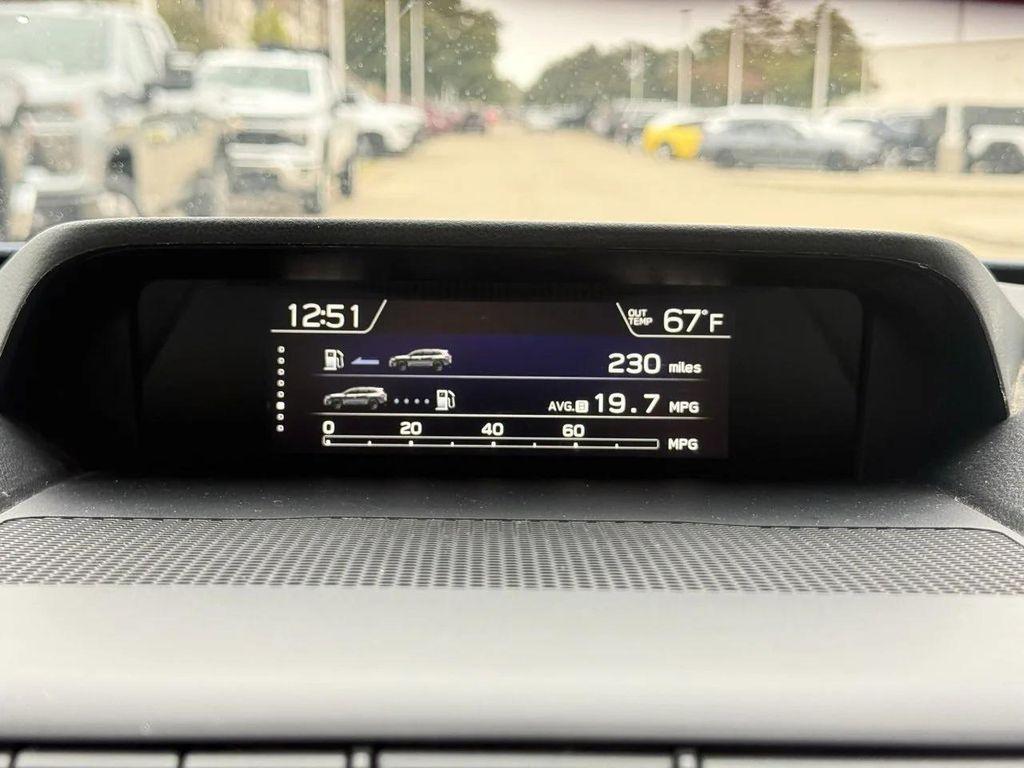 12:51 OUT TEMP 67°F
230 miles
AVG. B 19.7 MPG
0 20 40 60
MPG